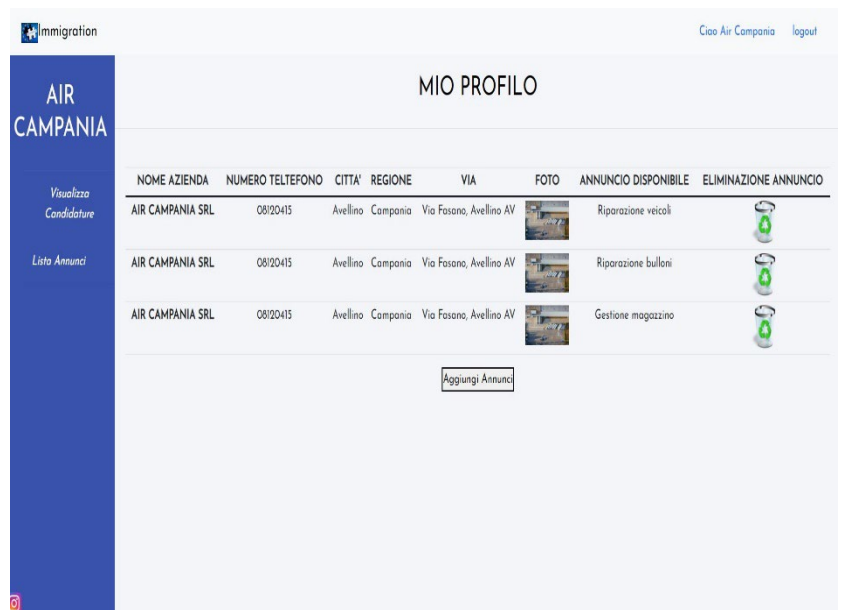 Immigration
Ciao Air Campania logout
AIR
CAMPANIA
Visualizza
Candidature
Lista Annunci
MIO PROFILO
NOME AZIENDA NUMERO TELTEFONO CITTA' REGIONE VIA FOTO ANNUNCIO DISPONIBILE ELIMINAZIONE ANNUNCIO
AIR CAMPANIA SRL 08120415 Avellino Campania Via Fasano, Avellino AV Riparazione veicoli
AIR CAMPANIA SRL 08120415 Avellino Campania Via Fasano, Avellino AV Riparazione bulloni
AIR CAMPANIA SRL 08120415 Avellino Campania Via Fasano, Avellino AV Gestione magazzino
Aggiungi Annunci